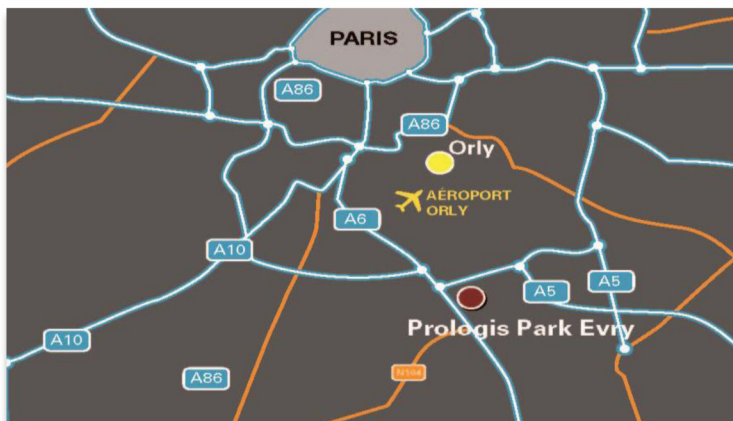 PARIS
A86
A86
Orly
AÉROPORT
ORLY
A6
A10
A5
A5
Prologis Park Evry
A10
A86
N104